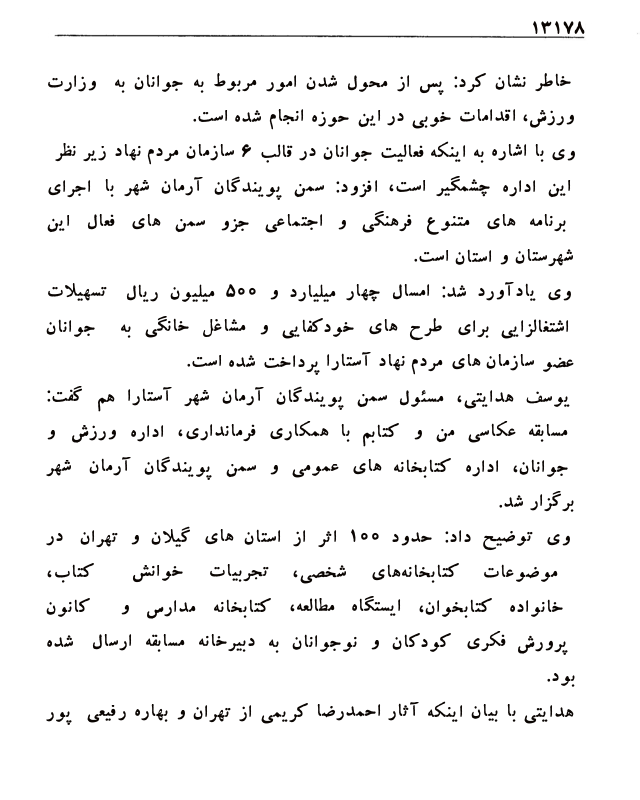 ۱۳۱۷۸
خاطر نشان کرد: پس از محول شدن امور مربوط به جوانان به وزارت
ورزش، اقدامات خوبی در این حوزه انجام شده است.
وی با اشاره به اینکه فعالیت جوانان در قالب ۶ سازمان مردم نهاد زیر نظر
این اداره چشمگیر است، افزود: سمن پویندگان آرمان شهر با اجرای
برنامه های متنوع فرهنگی و اجتماعی جزو سمن های فعال این
شهرستان و استان است.
وی یادآورد شد: امسال چهار میلیارد و ۵۰۰ میلیون ریال تسهیلات
اشتغالزایی برای طرح های خودکفایی و مشاغل خانگی به جوانان
عضو سازمان های مردم نهاد آستارا پرداخت شده است.
یوسف هدایتی، مسئول سمن پویندگان آرمان شهر آستارا هم گفت:
مسابقه عکاسی من و کتابم با همکاری فرمانداری، اداره ورزش و
جوانان، اداره کتابخانه های عمومی و سمن پویندگان آرمان شهر
برگزار شد.
وی توضیح داد: حدود ۱۰۰ اثر از استان های گیلان و تهران در
موضوعات کتابخانه‌های شخصی، تجربیات خوانش کتاب،
خانواده کتابخوان، ایستگاه مطالعه، کتابخانه مدارس و کانون
پرورش فکری کودکان و نوجوانان به دبیرخانه مسابقه ارسال شده
بود.
هدایتی با بیان اینکه آثار احمدرضا کریمی از تهران و بهاره رفیعی پور